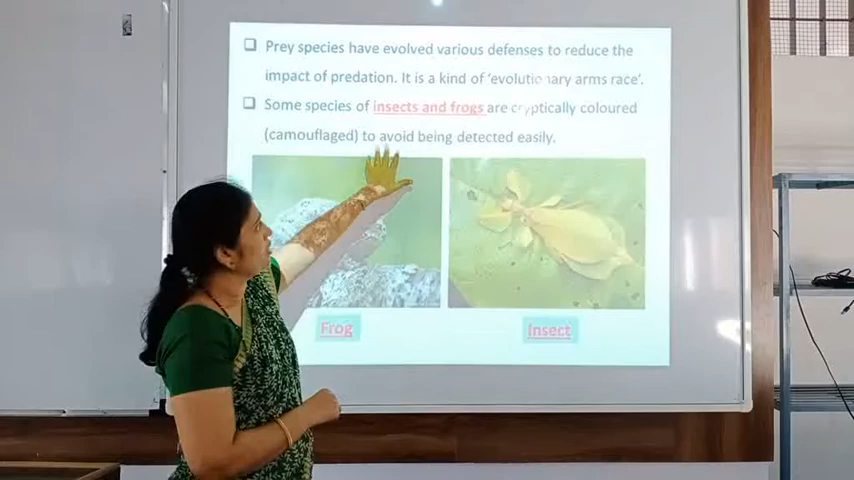 Prey species have evolved various defenses to reduce the
impact of predation. It is a kind of 'evolutionary arms race'.
Some species of insects and frogs are cryptically coloured
(camouflaged) to avoid being detected easily.
Frog
Insect